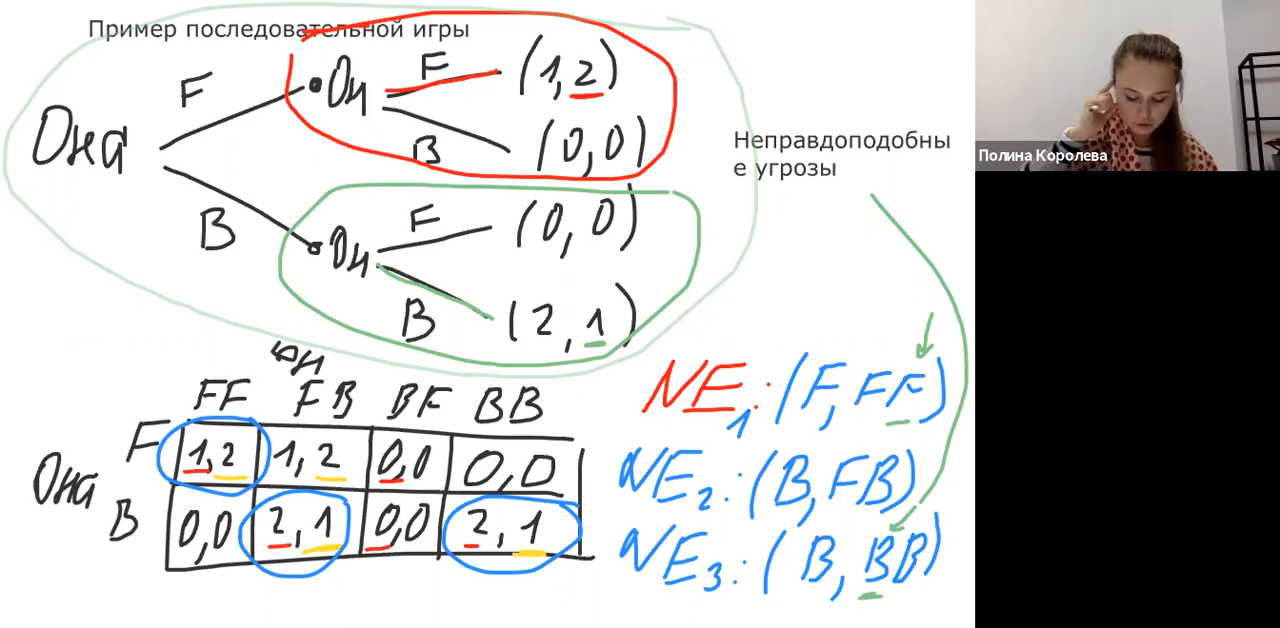 Пример последовательной игры
F
Она
B
Он
F
(1, 2)
B
(0, 0)
Он
F
(0, 0)
B
(2, 1)
Неправдоподобны
е угрозы
Полина Королева
он
FF FB BF BB
Она
F
1, 2 1, 2 0,0 0,0
B
0,0 2, 1 0,0 2, 1
NE1: (F, FF)
NE2: (B, FB)
NE3: (B, BB)